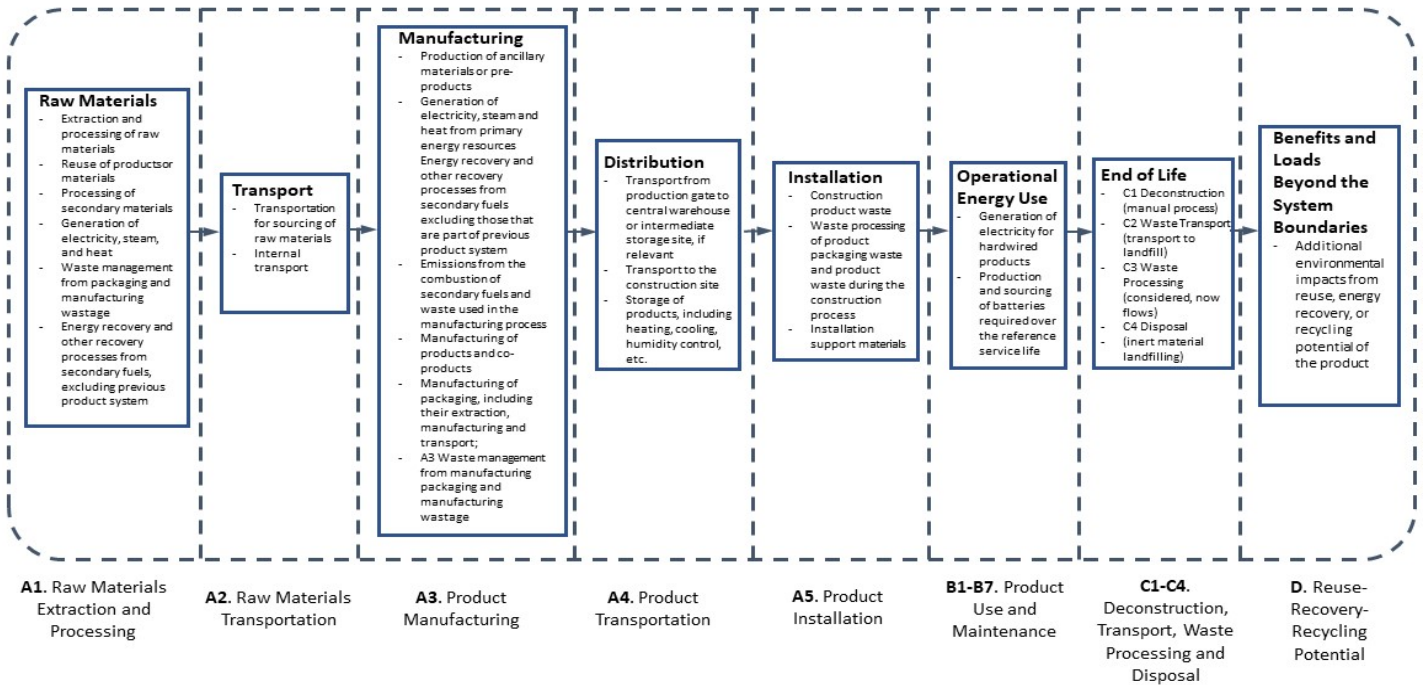 Raw Materials
- Extraction and
processing of raw
materials
- Reuse of productsor
materials
- Processing of
secondary materials
- Generation of
electricity, steam,
and heat
- Waste management
from packaging and
manufacturing
wastage
- Energy recovery and
other recovery
processes from
secondary fuels,
excluding previous
product system
Transport
- Transportation
for sourcing of
raw materials
- Internal
transport
Manufacturing
- Production of ancillary
materials or pre-
products
- Generation of
electricity, steam and
heat from primary
energy resources
Energy recovery and
other recovery
processes from
secondary fuels
excluding those that
are part of previous
product system
- Emissions from the
combustion of
secondary fuels and
waste used in the
manufacturing process
- Manufacturing of
products and co-
products
- Manufacturing of
packaging, including
their extraction,
manufacturing and
transport;
- A3 Waste management
from manufacturing
packaging and
manufacturing
wastage
Distribution
- Transport from
production gate to
central warehouse
or intermediate
storage site, if
relevant
- Transport to the
construction site
- Storage of
products, including
heating, cooling,
humidity control,
etc.
Installation
- Construction
product waste
- Waste processing
of product
packaging waste
and product
waste during the
construction
process
- Installation
support materials
Operational
Energy Use
- Generation of
electricity for
hardwired
products
- Production
and sourcing
of batteries
required over
the reference
service life
End of Life
- C1 Deconstruction
(manual process)
- C2 Waste Transport
(transport to
landfill)
- C3 Waste
Processing
(considered, now
flows)
- C4 Disposal
- (inert material
landfilling)
Benefits and
Loads
Beyond the
System
Boundaries
- Additional
environmental
impacts from
reuse, energy
recovery, or
recycling
potential of
the product
A1. Raw Materials
Extraction and
Processing
A2. Raw Materials
Transportation
A3. Product
Manufacturing
A4. Product
Transportation
A5. Product
Installation
B1-B7. Product
Use and
Maintenance
C1-C4.
Deconstruction,
Transport, Waste
Processing and
Disposal
D. Reuse-
Recovery-
Recycling
Potential